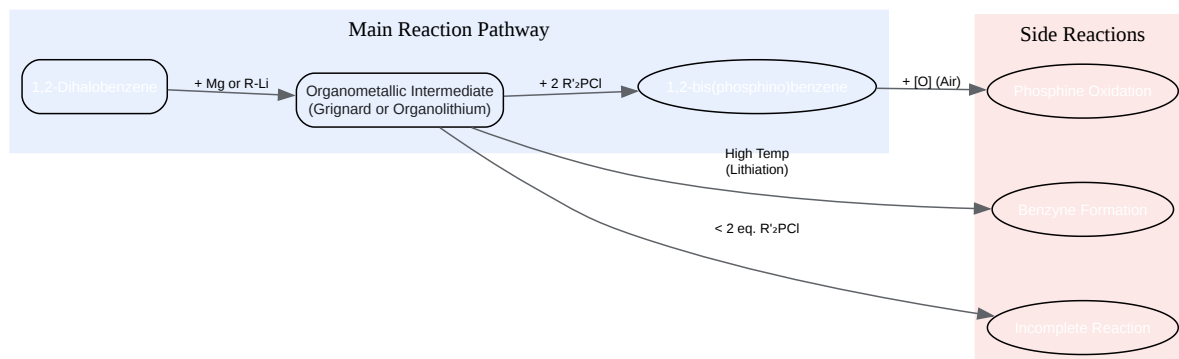 Main Reaction Pathway
Side Reactions
1,2-Dihalobenzene
+ Mg or R-Li
Organometallic Intermediate
(Grignard or Organolithium)
+ 2 R'₂PCl
1,2-bis(phosphino)benzene
+ [O] (Air)
Phosphine Oxidation
High Temp
(Lithiation)
Benzyne Formation
< 2 eq. R'₂PCl
Incomplete Reaction